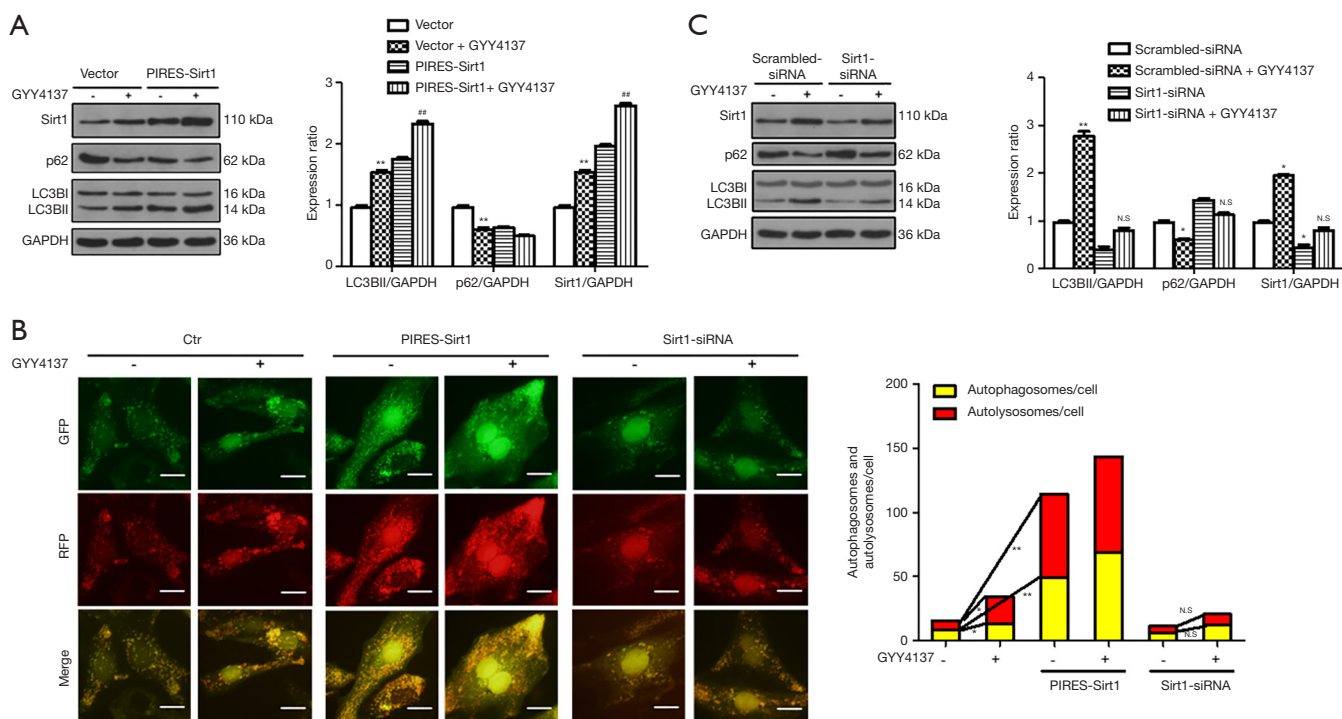 A
Vector PIRES-Sirt1
GYY4137 - + - +
Sirt1 110 kDa
p62 62 kDa
LC3BI 16 kDa
LC3BII 14 kDa
GAPDH 36 kDa
Vector
Vector + GYY4137
PIRES-Sirt1
PIRES-Sirt1+ GYY4137
Expression ratio
3
2
1
0
** ## ** ** ##
LC3BII/GAPDH p62/GAPDH Sirt1/GAPDH
C
Scrambled-siRNA Sirt1-siRNA
GYY4137 - + - +
Sirt1 110 kDa
p62 62 kDa
LC3BI 16 kDa
LC3BII 14 kDa
GAPDH 36 kDa
Scrambled-siRNA
Scrambled-siRNA + GYY4137
Sirt1-siRNA
Sirt1-siRNA + GYY4137
Expression ratio
4
3
2
1
0
** N.S * N.S * * N.S
LC3BII/GAPDH p62/GAPDH Sirt1/GAPDH
B
Ctr PIRES-Sirt1 Sirt1-siRNA
GYY4137 - + - + - +
GFP
RFP
Merge
Autophagosomes/cell
Autolysosomes/cell
Autophagosomes and
autolysosomes/cell
200
150
100
50
0
** ** * * N.S N.S
GYY4137 - + - + - +
PIRES-Sirt1 Sirt1-siRNA